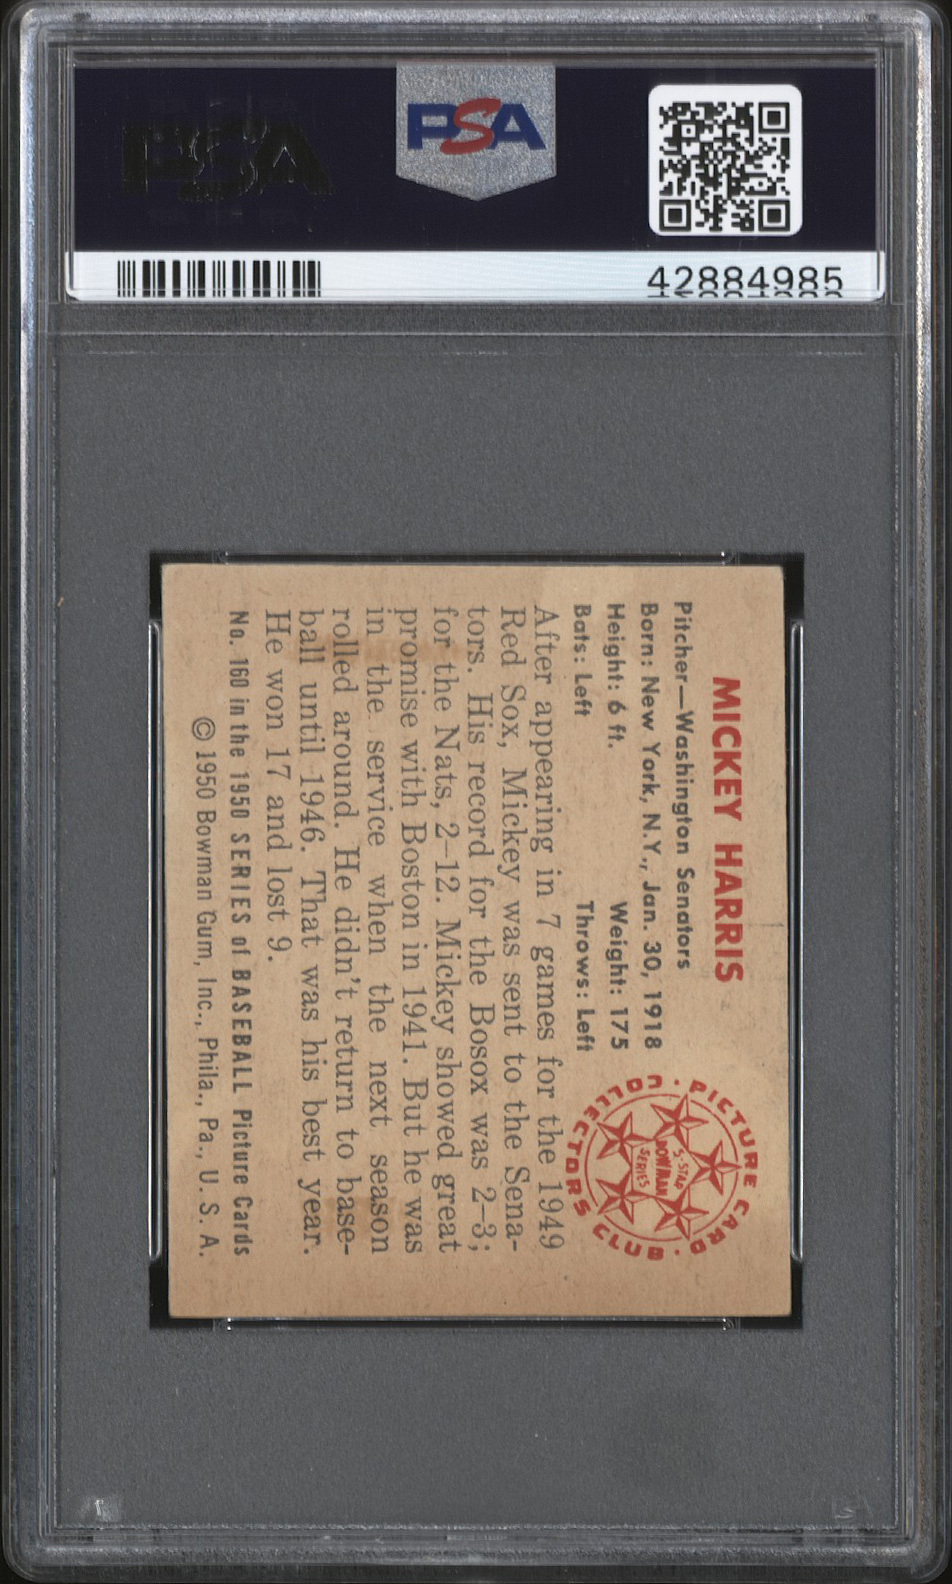 PSA
PSA
42884985
MICKEY HARRIS
Pitcher—Washington Senators
Born: New York, N.Y., Jan. 30, 1918
Height: 6 ft. Weight: 175
Bats: Left Throws: Left
After appearing in 7 games for the 1949
Red Sox, Mickey was sent to the Sena-
tors. His record for the Bosox was 2–3;
for the Nats, 2–12. Mickey showed great
promise with Boston in 1941. But he was
in the service when the next season
rolled around. He didn't return to base-
ball until 1946. That was his best year.
He won 17 and lost 9.
No. 160 in the 1950 SERIES of BASEBALL Picture Cards
© 1950 Bowman Gum, Inc., Phila., Pa., U. S. A.
· PICTURE CARD · COLLECTORS CLUB
5-STAR
BOWMAN
SERIES